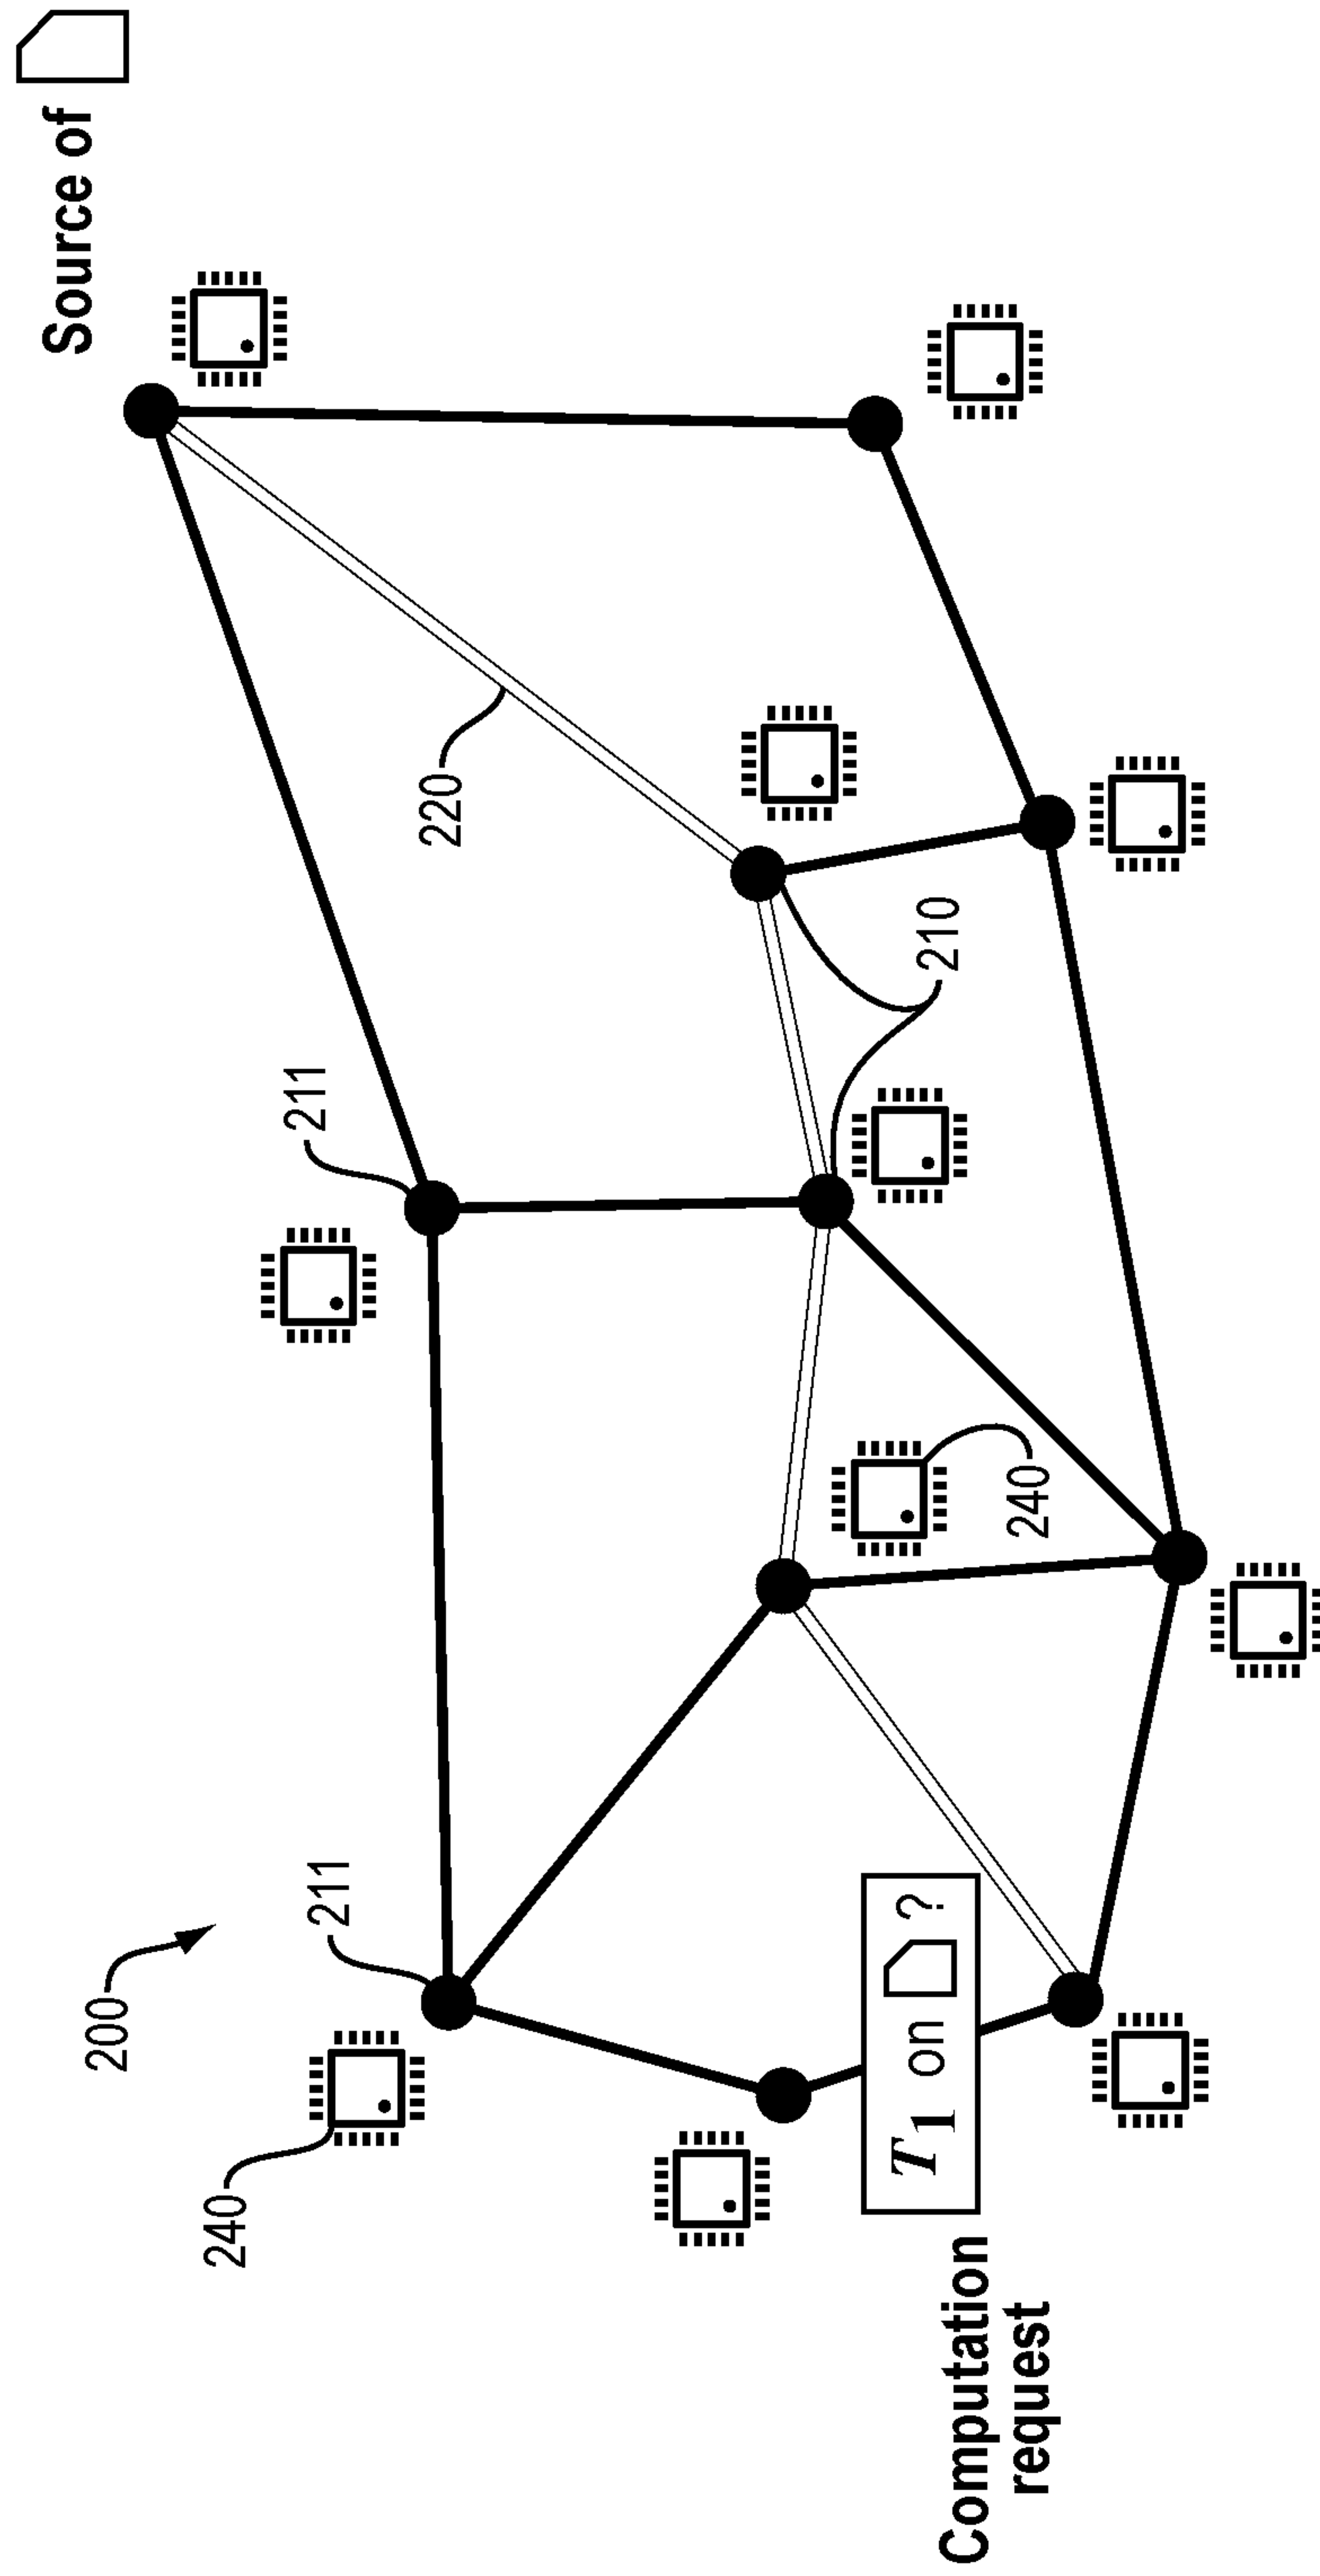 Source of
200
211
211
220
240
210
240
T1 on ?
Computation
request